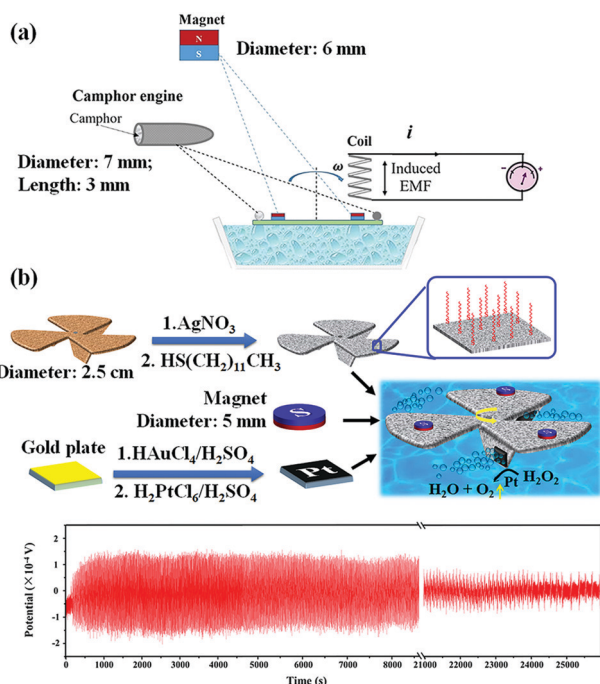 (a)
Magnet
N
S
Diameter: 6 mm
Camphor engine
Camphor
Diameter: 7 mm;
Length: 3 mm
ω
Coil
i
Induced
EMF
- +
(b)
1.AgNO3
2. HS(CH2)11CH3
Diameter: 2.5 cm
Magnet
Diameter: 5 mm
S
S
S
S
Gold plate
1.HAuCl4/H2SO4
2. H2PtCl6/H2SO4
Pt
Pt
H2O2
H2O + O2
Potential (×10⁻⁴ V)
2
1
0
-1
-2
0 1000 2000 3000 4000 5000 6000 7000 8000 21000 22000 23000 24000 25000
Time (s)